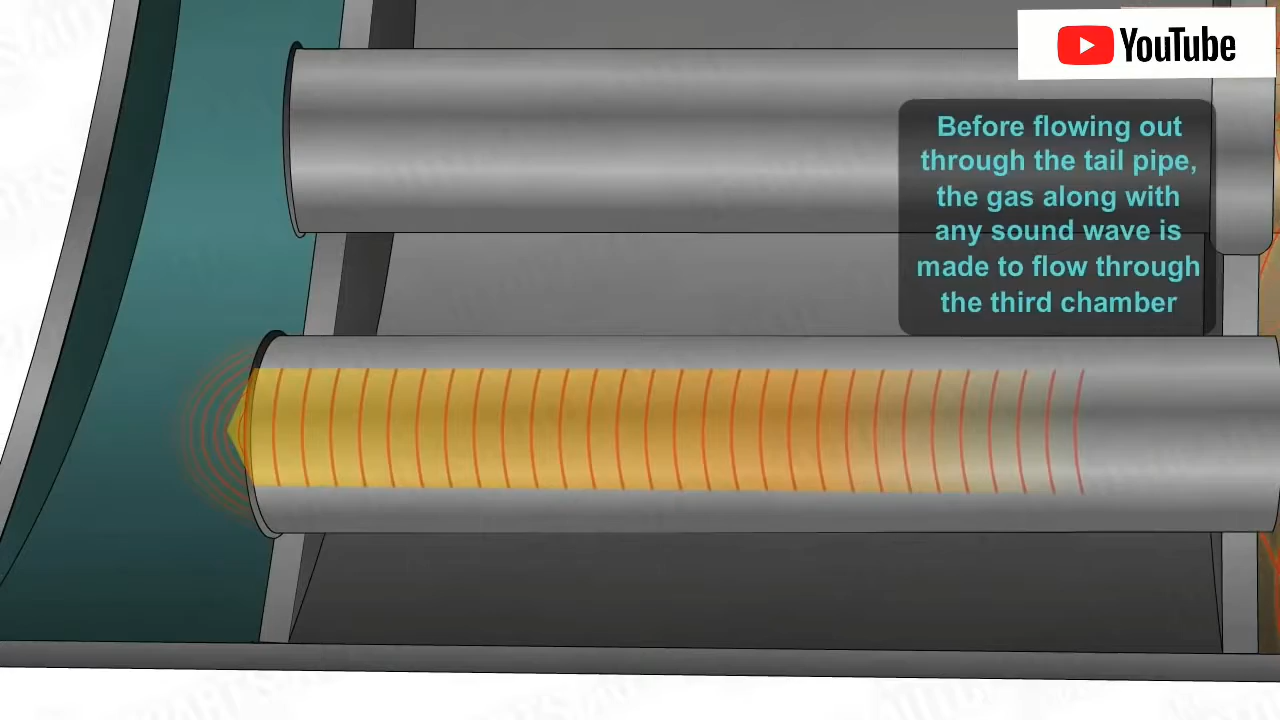 YouTube
Before flowing out
through the tail pipe,
the gas along with
any sound wave is
made to flow through
the third chamber